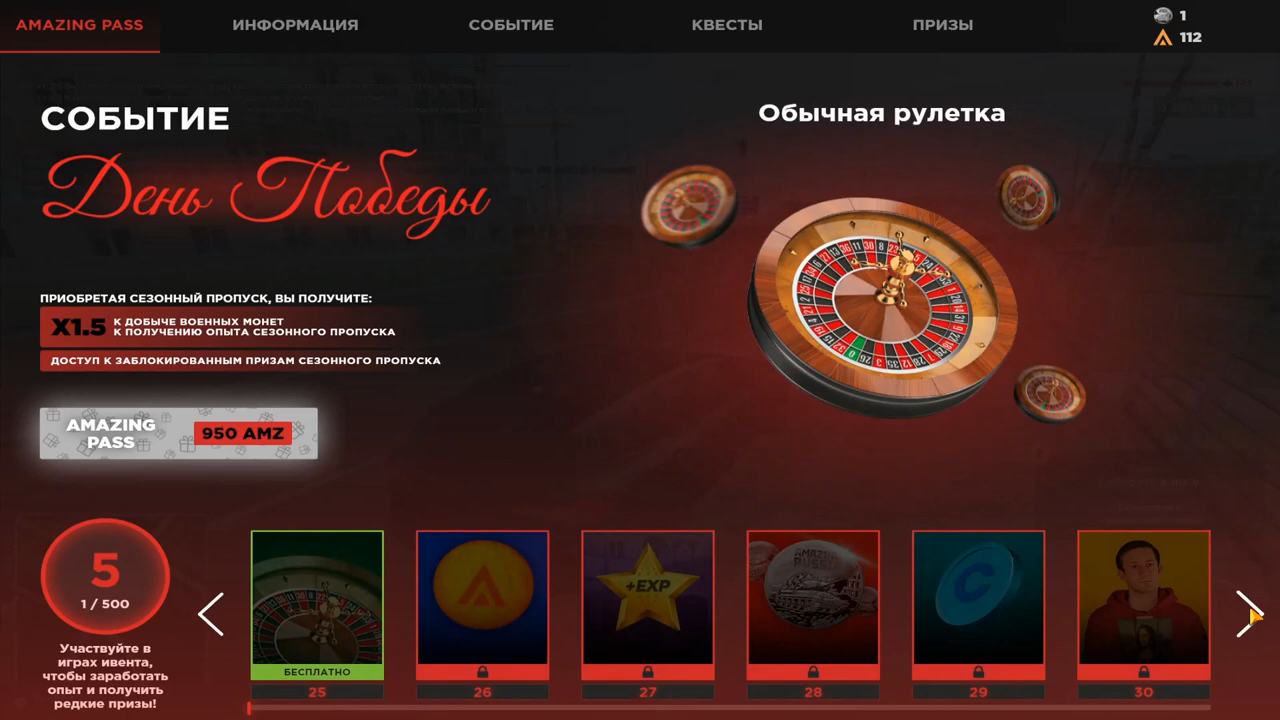 AMAZING PASS
ИНФОРМАЦИЯ
СОБЫТИЕ
КВЕСТЫ
ПРИЗЫ
1
112
СОБЫТИЕ
День Победы
Обычная рулетка
ПРИОБРЕТАЯ СЕЗОННЫЙ ПРОПУСК, ВЫ ПОЛУЧИТЕ:
X1.5
К ДОБЫЧЕ ВОЕННЫХ МОНЕТ
К ПОЛУЧЕНИЮ ОПЫТА СЕЗОННОГО ПРОПУСКА
ДОСТУП К ЗАБЛОКИРОВАННЫМ ПРИЗАМ СЕЗОННОГО ПРОПУСКА
AMAZING
PASS
950 AMZ
5
1 / 500
Участвуйте в
играх ивента,
чтобы заработать
опыт и получить
редкие призы!
БЕСПЛАТНО
+EXP
AMAZING
RUSSIA
C
25
26
27
28
29
30